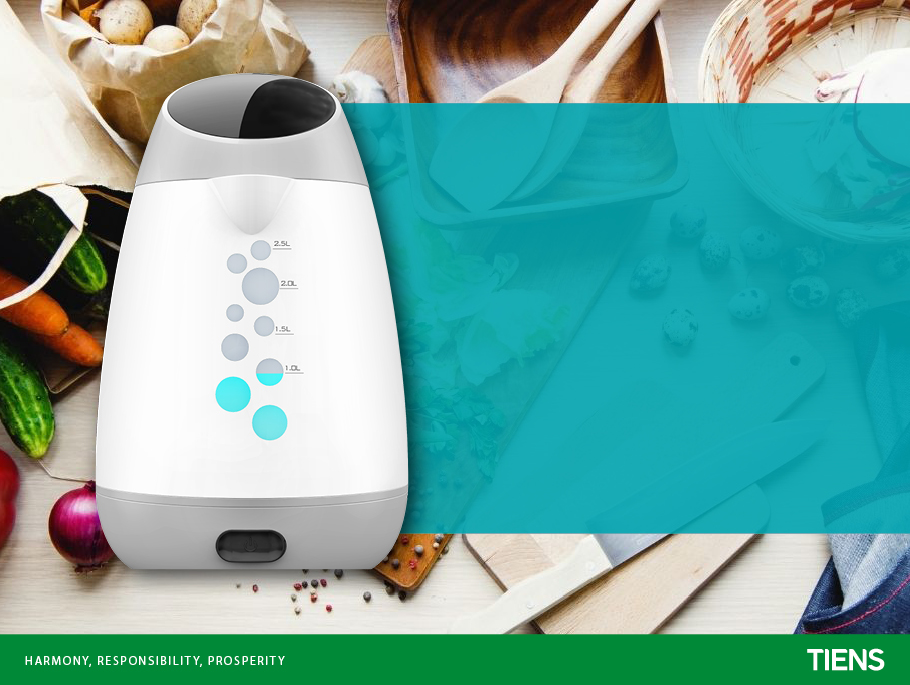 2.5L
2.0L
1.5L
1.0L
HARMONY, RESPONSIBILITY, PROSPERITY
TIENS